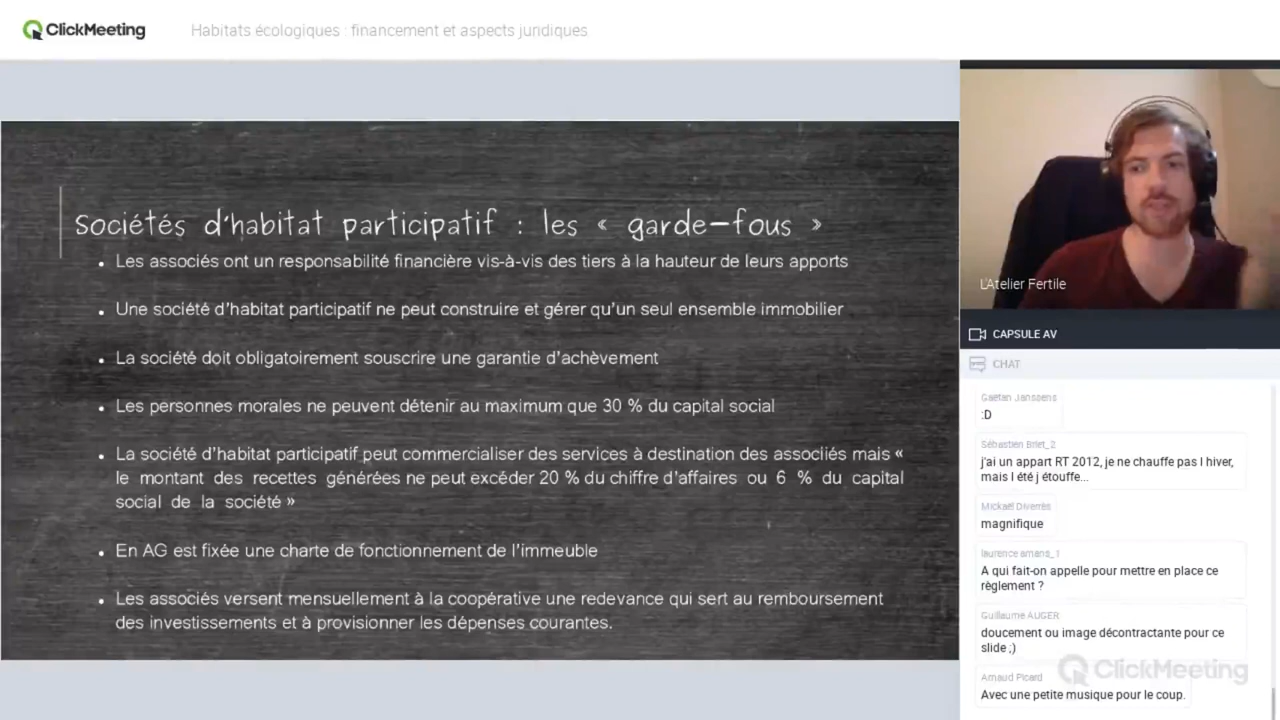 ClickMeeting
Habitats écologiques : financement et aspects juridiques
Sociétés d'habitat participatif : les « garde-fous »
• Les associés ont un responsabilité financière vis-à-vis des tiers à la hauteur de leurs apports
• Une société d'habitat participatif ne peut construire et gérer qu'un seul ensemble immobilier
• La société doit obligatoirement souscrire une garantie d'achèvement
• Les personnes morales ne peuvent détenir au maximum que 30 % du capital social
• La société d'habitat participatif peut commercialiser des services à destination des associés mais «
le montant des recettes générées ne peut excéder 20 % du chiffre d'affaires ou 6 % du capital
social de la société »
• En AG est fixée une charte de fonctionnement de l'immeuble
• Les associés versent mensuellement à la coopérative une redevance qui sert au remboursement
des investissements et à provisionner les dépenses courantes.
L'Atelier Fertile
CAPSULE AV
CHAT
Gaëtan Janssens
:D
Sébastien Briet_2
j'ai un appart RT 2012, je ne chauffe pas l hiver,
mais l été j étouffe...
Mickaël Diverrès
magnifique
laurence amans_1
A qui fait-on appelle pour mettre en place ce
règlement ?
Guillaume AUGER
doucement ou image décontractante pour ce
slide ;)
Arnaud Picard
Avec une petite musique pour le coup.
ClickMeeting